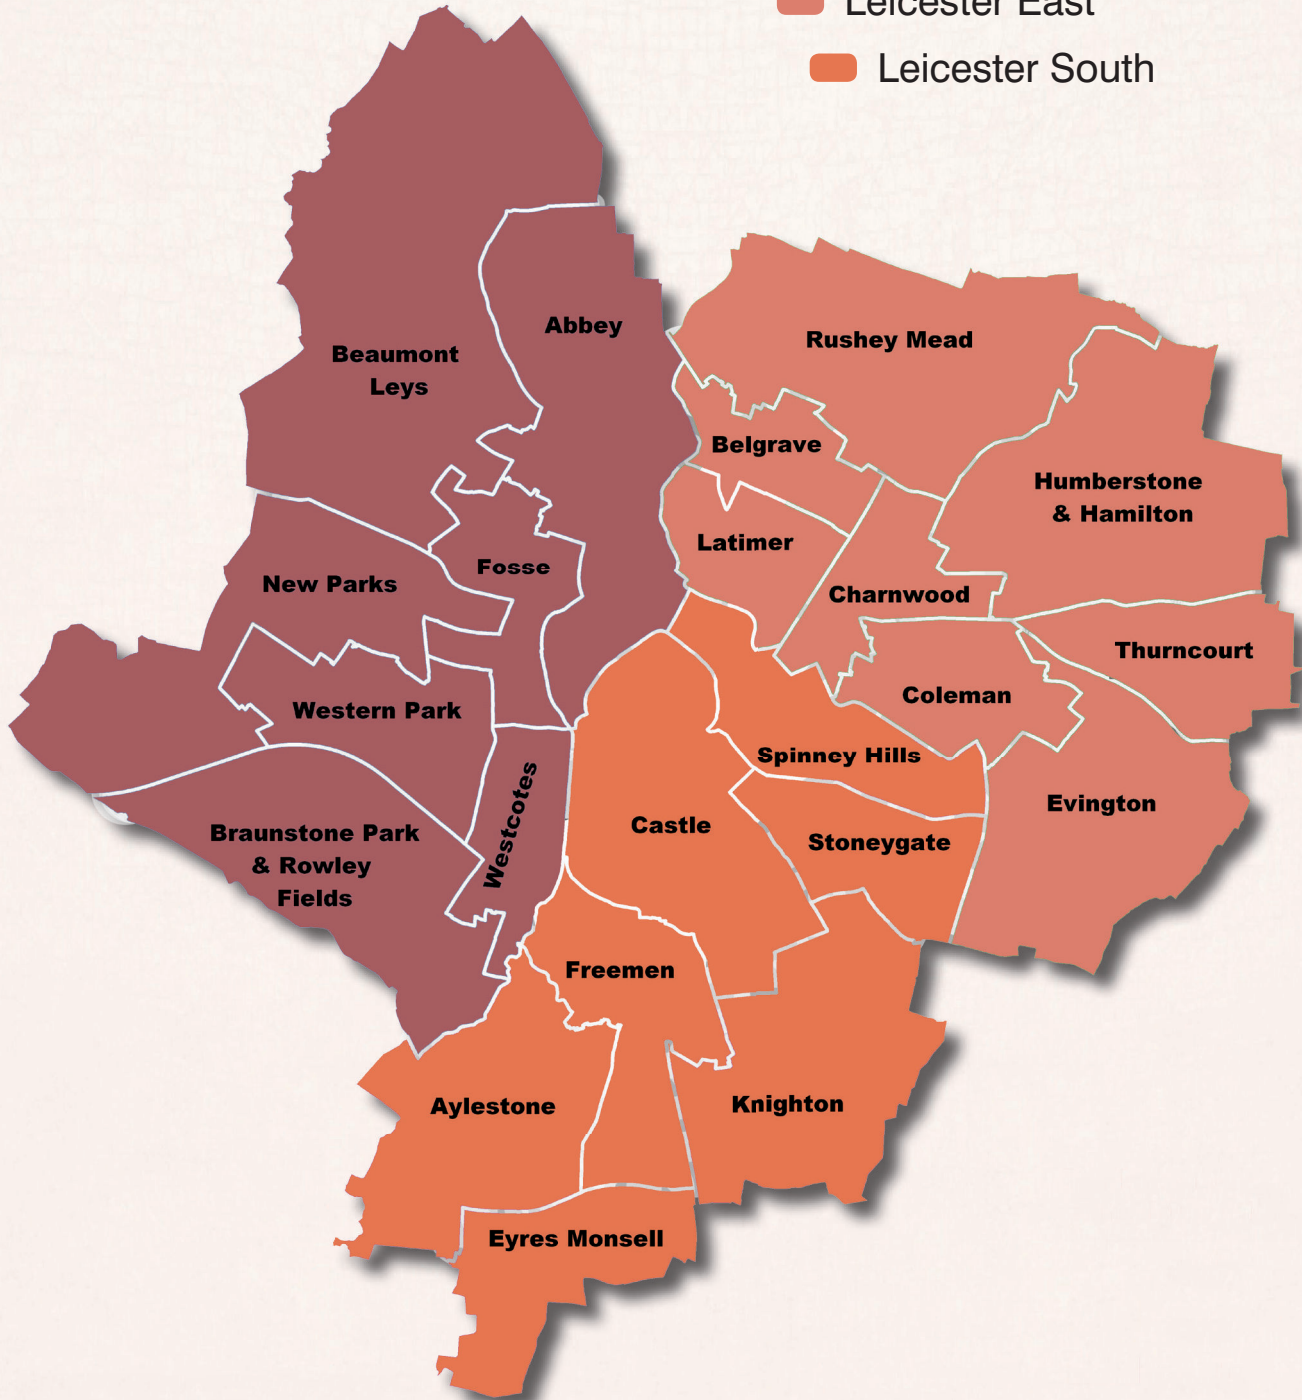 Leicester East
Leicester South
Abbey
Beaumont
Leys
Rushey Mead
Belgrave
Humberstone
& Hamilton
Latimer
Fosse
New Parks
Charnwood
Thurncourt
Coleman
Western Park
Spinney Hills
Westcotes
Evington
Castle
Braunstone Park
& Rowley
Fields
Stoneygate
Freemen
Aylestone
Knighton
Eyres Monsell